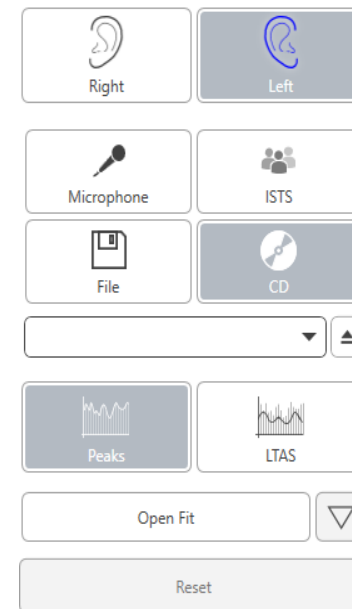 Right Left
Microphone ISTS
File CD
Peaks LTAS
Open Fit
Reset